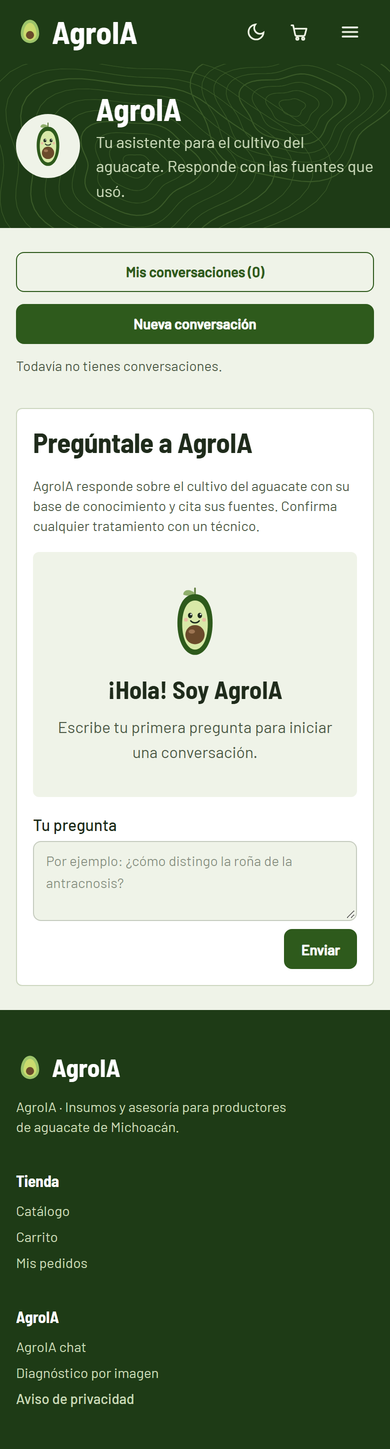 AgroIA
AgroIA
Tu asistente para el cultivo del
aguacate. Responde con las fuentes que
usó.
Mis conversaciones (0)
Nueva conversación
Todavía no tienes conversaciones.
Pregúntale a AgroIA
AgroIA responde sobre el cultivo del aguacate con su
base de conocimiento y cita sus fuentes. Confirma
cualquier tratamiento con un técnico.
¡Hola! Soy AgroIA
Escribe tu primera pregunta para iniciar
una conversación.
Tu pregunta
Por ejemplo: ¿cómo distingo la roña de la
antracnosis?
Enviar
AgroIA
AgroIA · Insumos y asesoría para productores
de aguacate de Michoacán.
Tienda
Catálogo
Carrito
Mis pedidos
AgroIA
AgroIA chat
Diagnóstico por imagen
Aviso de privacidad